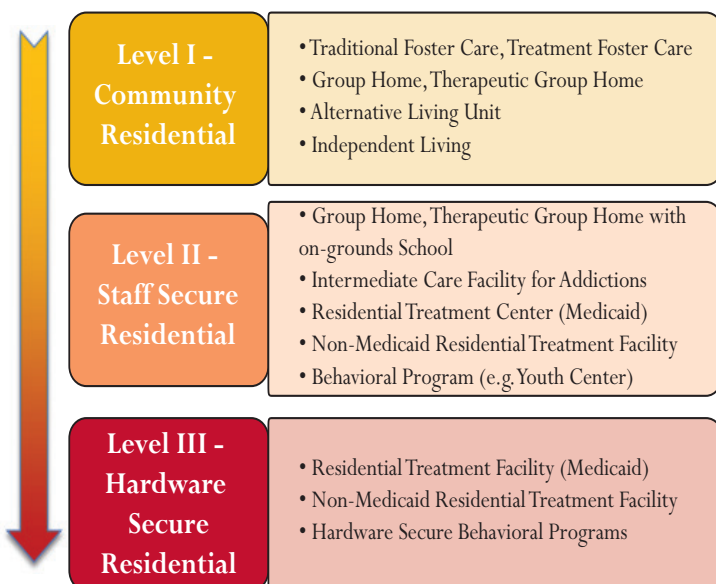 Level I -
Community
Residential
• Traditional Foster Care, Treatment Foster Care
• Group Home, Therapeutic Group Home
• Alternative Living Unit
• Independent Living
Level II -
Staff Secure
Residential
• Group Home, Therapeutic Group Home with
on-grounds School
• Intermediate Care Facility for Addictions
• Residential Treatment Center (Medicaid)
• Non-Medicaid Residential Treatment Facility
• Behavioral Program (e.g. Youth Center)
Level III -
Hardware
Secure
Residential
• Residential Treatment Facility (Medicaid)
• Non-Medicaid Residential Treatment Facility
• Hardware Secure Behavioral Programs